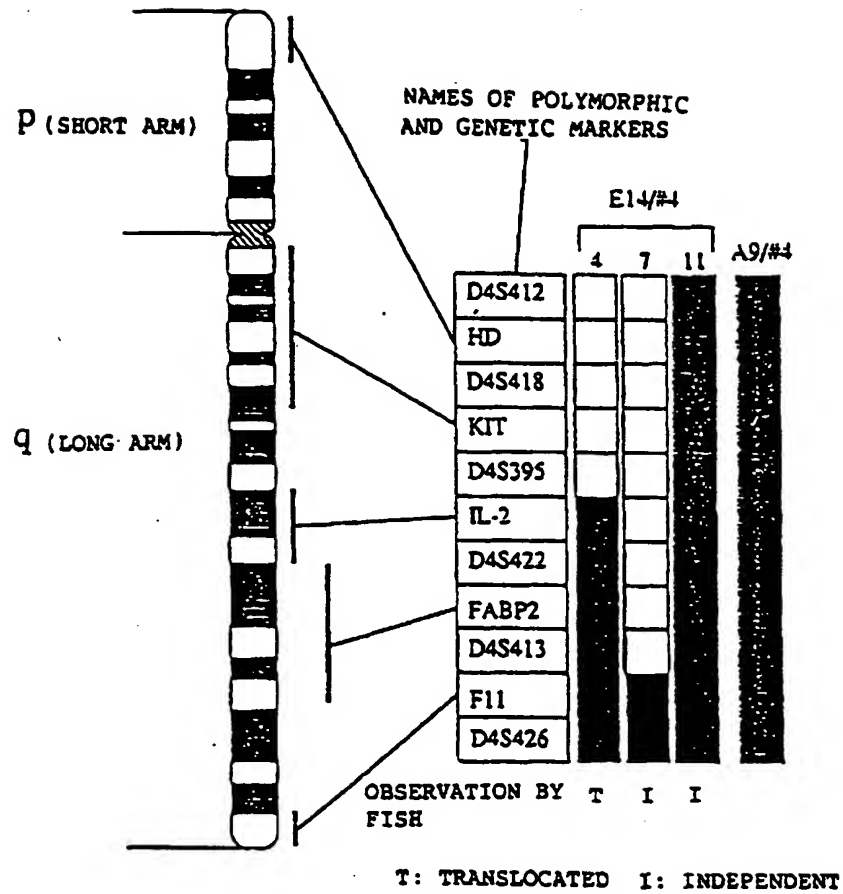 P (SHORT ARM)
NAMES OF POLYMORPHIC
AND GENETIC MARKERS
E14/#4
4 7 11 A9/#4
D4S412
HD
D4S418
KIT
q (LONG ARM)
D4S395
IL-2
D4S422
FABP2
D4S413
F11
D4S426
OBSERVATION BY T I I
FISH
T: TRANSLOCATED I: INDEPENDENT